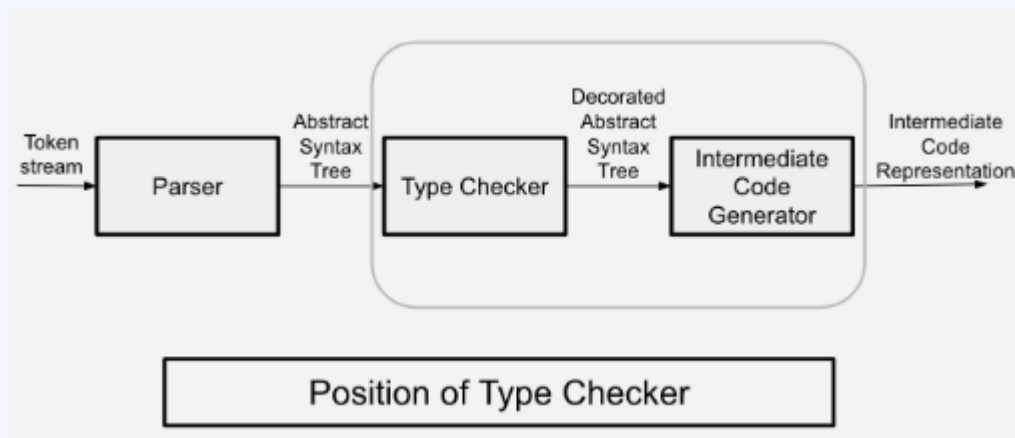 Token
stream
Parser
Abstract
Syntax
Tree
Type Checker
Decorated
Abstract
Syntax
Tree
Intermediate
Code
Generator
Intermediate
Code
Representation
Position of Type Checker